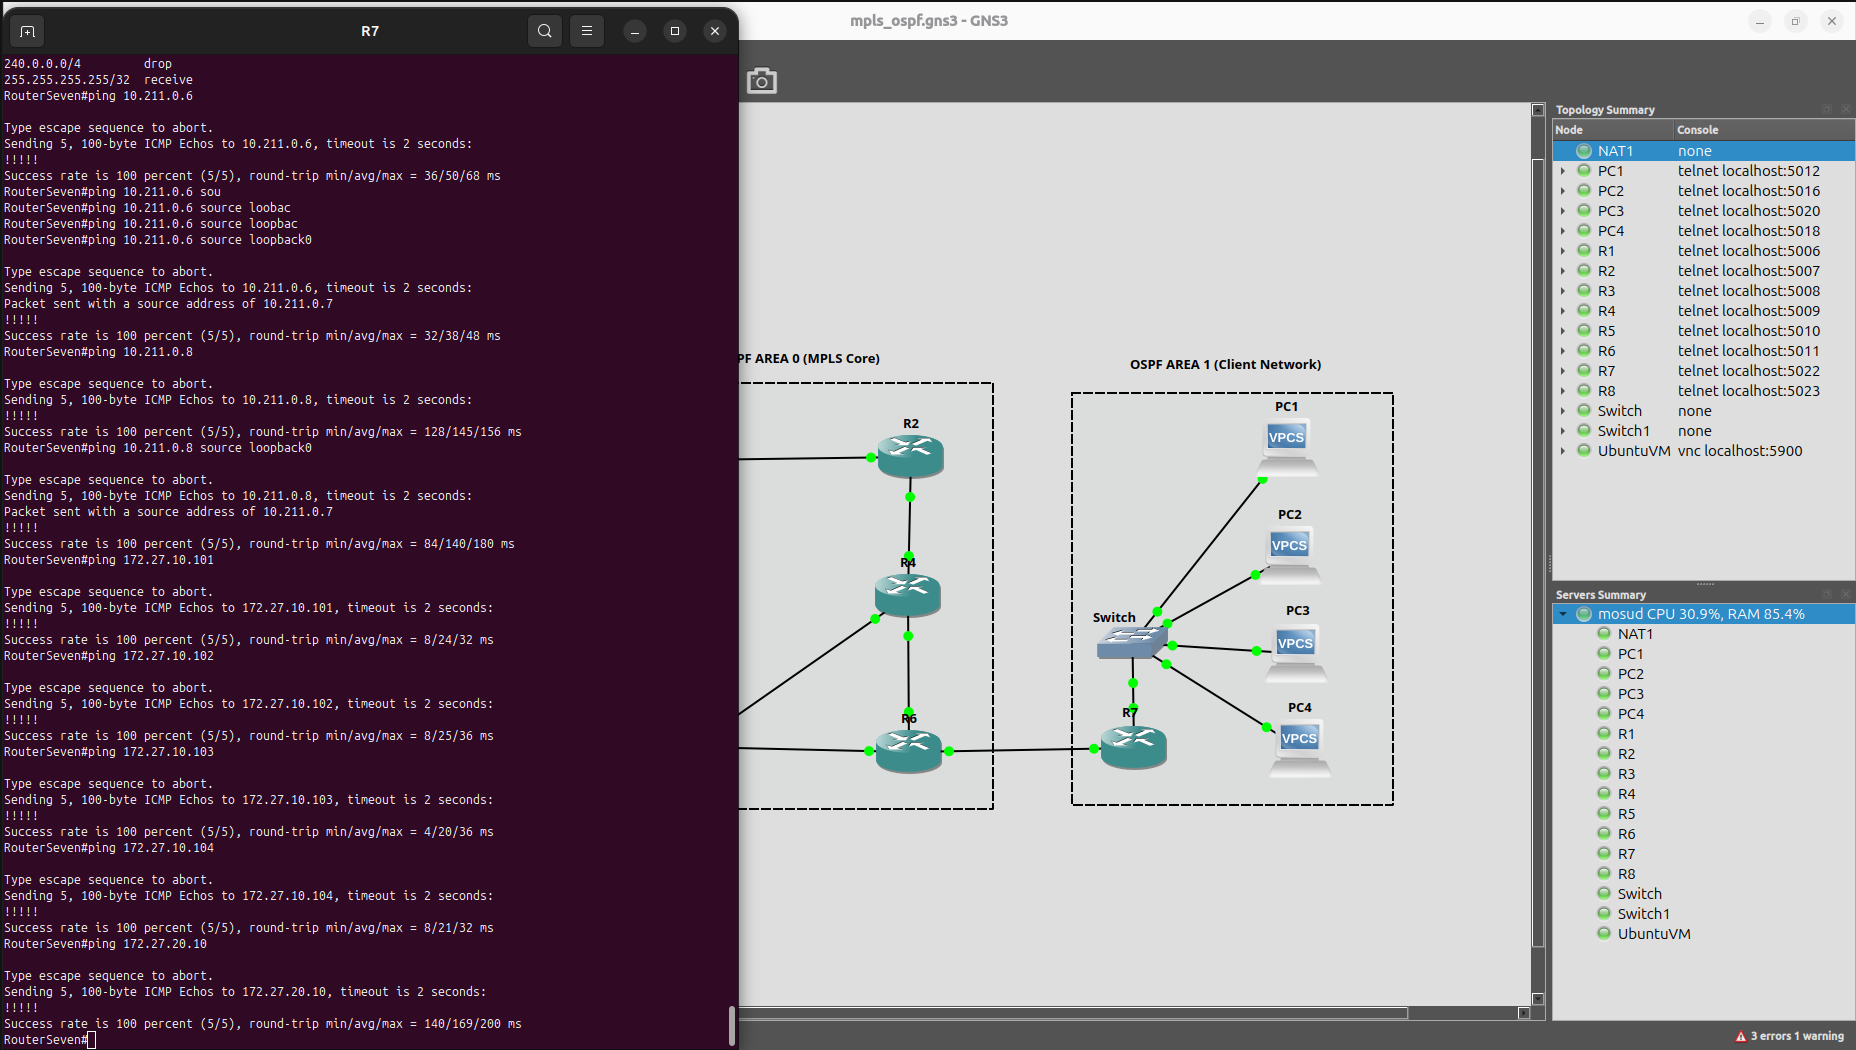 R7
240.0.0.0/4         drop
255.255.255.255/32  receive
RouterSeven#ping 10.211.0.6
Type escape sequence to abort.
Sending 5, 100-byte ICMP Echos to 10.211.0.6, timeout is 2 seconds:
!!!!!
Success rate is 100 percent (5/5), round-trip min/avg/max = 36/50/68 ms
RouterSeven#ping 10.211.0.6 sou
RouterSeven#ping 10.211.0.6 source loobac
RouterSeven#ping 10.211.0.6 source loopbac
RouterSeven#ping 10.211.0.6 source loopback0
Type escape sequence to abort.
Sending 5, 100-byte ICMP Echos to 10.211.0.6, timeout is 2 seconds:
Packet sent with a source address of 10.211.0.7
!!!!!
Success rate is 100 percent (5/5), round-trip min/avg/max = 32/38/48 ms
RouterSeven#ping 10.211.0.8
Type escape sequence to abort.
Sending 5, 100-byte ICMP Echos to 10.211.0.8, timeout is 2 seconds:
!!!!!
Success rate is 100 percent (5/5), round-trip min/avg/max = 128/145/156 ms
RouterSeven#ping 10.211.0.8 source loopback0
Type escape sequence to abort.
Sending 5, 100-byte ICMP Echos to 10.211.0.8, timeout is 2 seconds:
Packet sent with a source address of 10.211.0.7
!!!!!
Success rate is 100 percent (5/5), round-trip min/avg/max = 84/140/180 ms
RouterSeven#ping 172.27.10.101
Type escape sequence to abort.
Sending 5, 100-byte ICMP Echos to 172.27.10.101, timeout is 2 seconds:
!!!!!
Success rate is 100 percent (5/5), round-trip min/avg/max = 8/24/32 ms
RouterSeven#ping 172.27.10.102
Type escape sequence to abort.
Sending 5, 100-byte ICMP Echos to 172.27.10.102, timeout is 2 seconds:
!!!!!
Success rate is 100 percent (5/5), round-trip min/avg/max = 8/25/36 ms
RouterSeven#ping 172.27.10.103
Type escape sequence to abort.
Sending 5, 100-byte ICMP Echos to 172.27.10.103, timeout is 2 seconds:
!!!!!
Success rate is 100 percent (5/5), round-trip min/avg/max = 4/20/36 ms
RouterSeven#ping 172.27.10.104
Type escape sequence to abort.
Sending 5, 100-byte ICMP Echos to 172.27.10.104, timeout is 2 seconds:
!!!!!
Success rate is 100 percent (5/5), round-trip min/avg/max = 8/21/32 ms
RouterSeven#ping 172.27.20.10
Type escape sequence to abort.
Sending 5, 100-byte ICMP Echos to 172.27.20.10, timeout is 2 seconds:
!!!!!
Success rate is 100 percent (5/5), round-trip min/avg/max = 140/169/200 ms
RouterSeven#
mpls_ospf.gns3 - GNS3
PF AREA 0 (MPLS Core)
R2
R4
R6
OSPF AREA 1 (Client Network)
PC1
VPCS
PC2
VPCS
PC3
VPCS
Switch
PC4
VPCS
R7
Topology Summary
Node Console
NAT1 none
PC1 telnet localhost:5012
PC2 telnet localhost:5016
PC3 telnet localhost:5020
PC4 telnet localhost:5018
R1 telnet localhost:5006
R2 telnet localhost:5007
R3 telnet localhost:5008
R4 telnet localhost:5009
R5 telnet localhost:5010
R6 telnet localhost:5011
R7 telnet localhost:5022
R8 telnet localhost:5023
Switch none
Switch1 none
UbuntuVM vnc localhost:5900
Servers Summary
mosud CPU 30.9%, RAM 85.4%
NAT1
PC1
PC2
PC3
PC4
R1
R2
R3
R4
R5
R6
R7
R8
Switch
Switch1
UbuntuVM
3 errors 1 warning